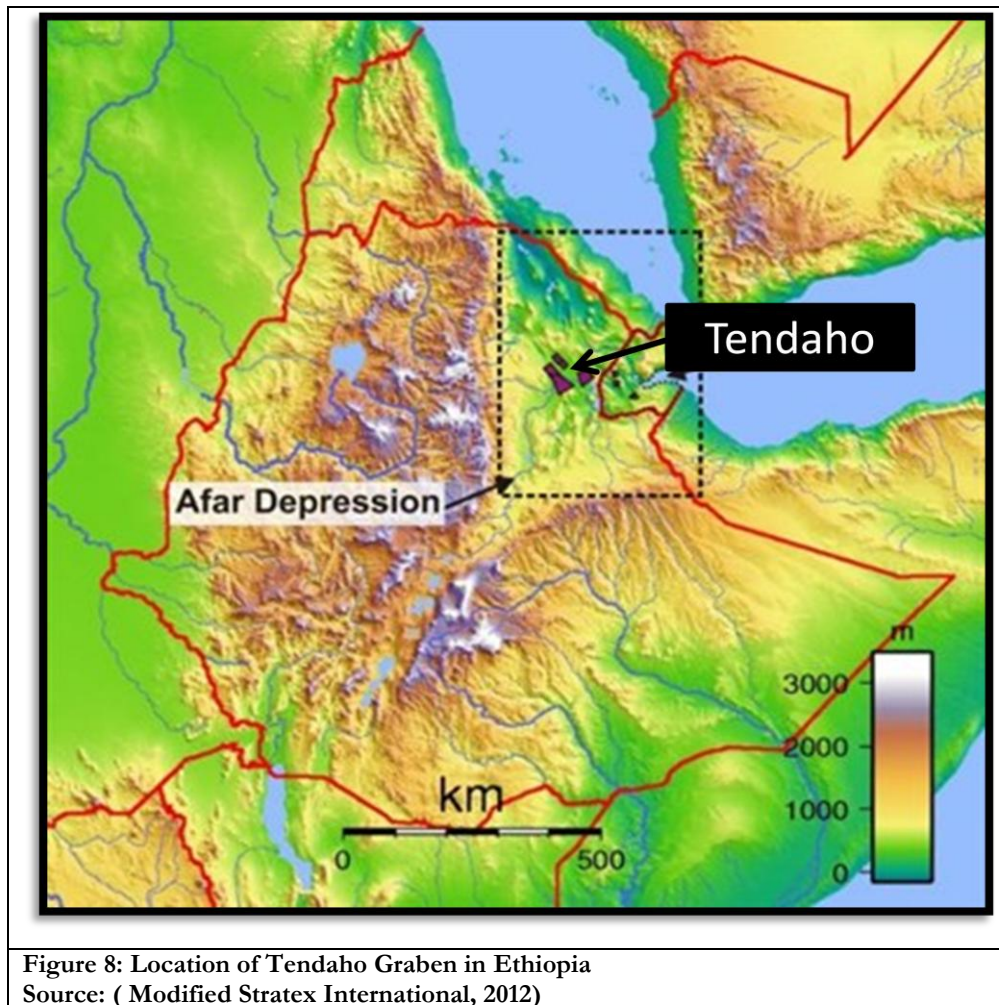 Tendaho
Afar Depression
m
3000
2000
1000
0
km
0 500
Figure 8: Location of Tendaho Graben in Ethiopia
Source: ( Modified Stratex International, 2012)